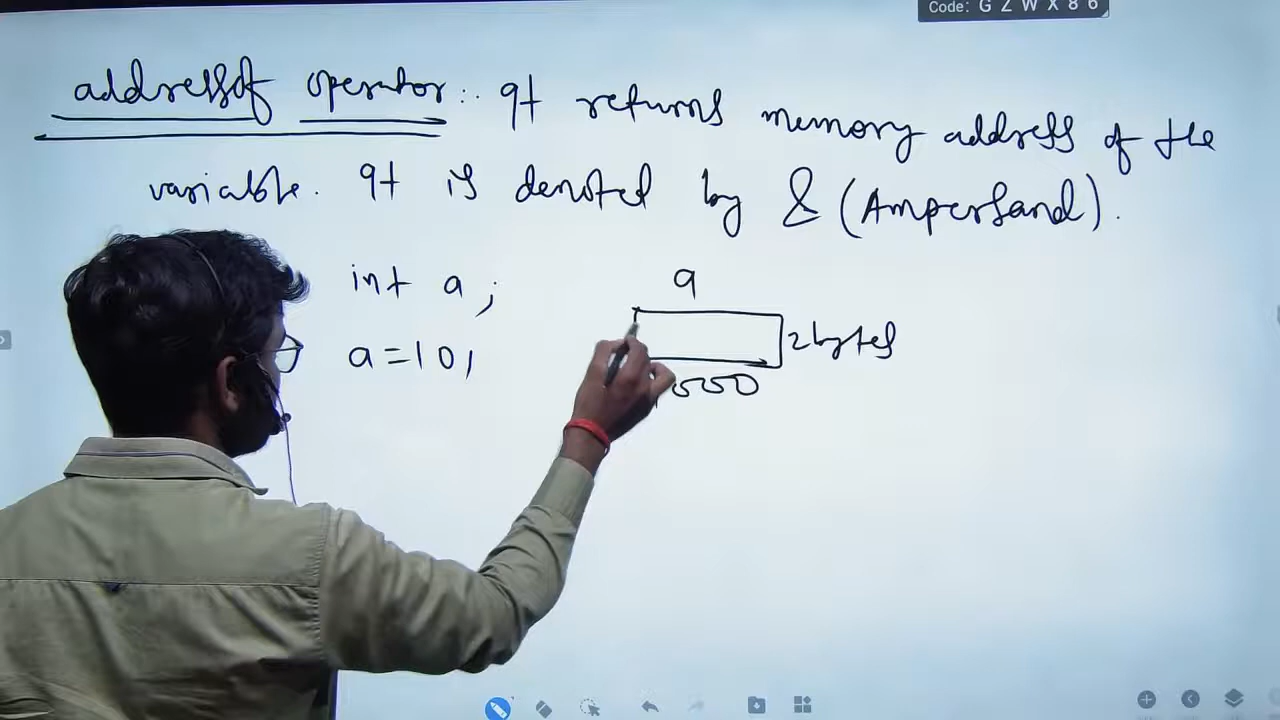 Code: G Z W X 8 6
addressof operator:. It returns memory address of the
variable. It is denoted by & (Ampersand).
int a ;
a
a=10;
2bytes
1000